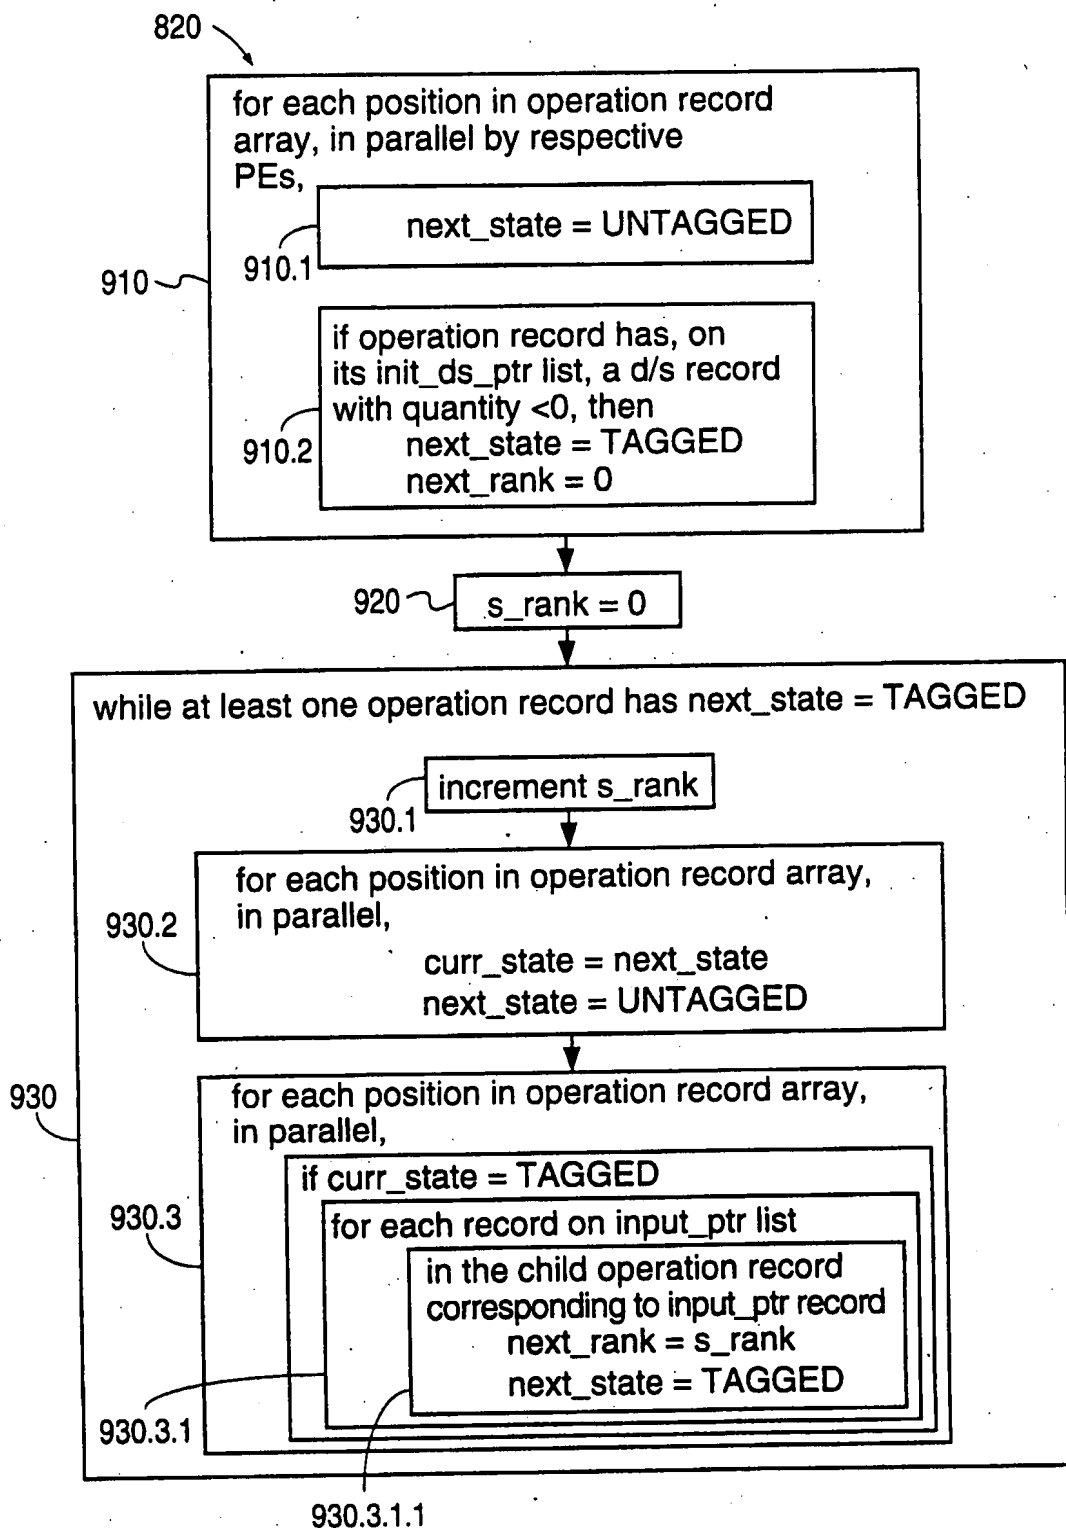 820
for each position in operation record
array, in parallel by respective
PEs,
next_state = UNTAGGED
910.1
910
if operation record has, on
its init_ds_ptr list, a d/s record
with quantity <0, then
next_state = TAGGED
next_rank = 0
910.2
920
s_rank = 0
while at least one operation record has next_state = TAGGED
increment s_rank
930.1
for each position in operation record array,
in parallel,
curr_state = next_state
next_state = UNTAGGED
930.2
930
for each position in operation record array,
in parallel,
if curr_state = TAGGED
930.3
for each record on input_ptr list
in the child operation record
corresponding to input_ptr record
next_rank = s_rank
next_state = TAGGED
930.3.1
930.3.1.1